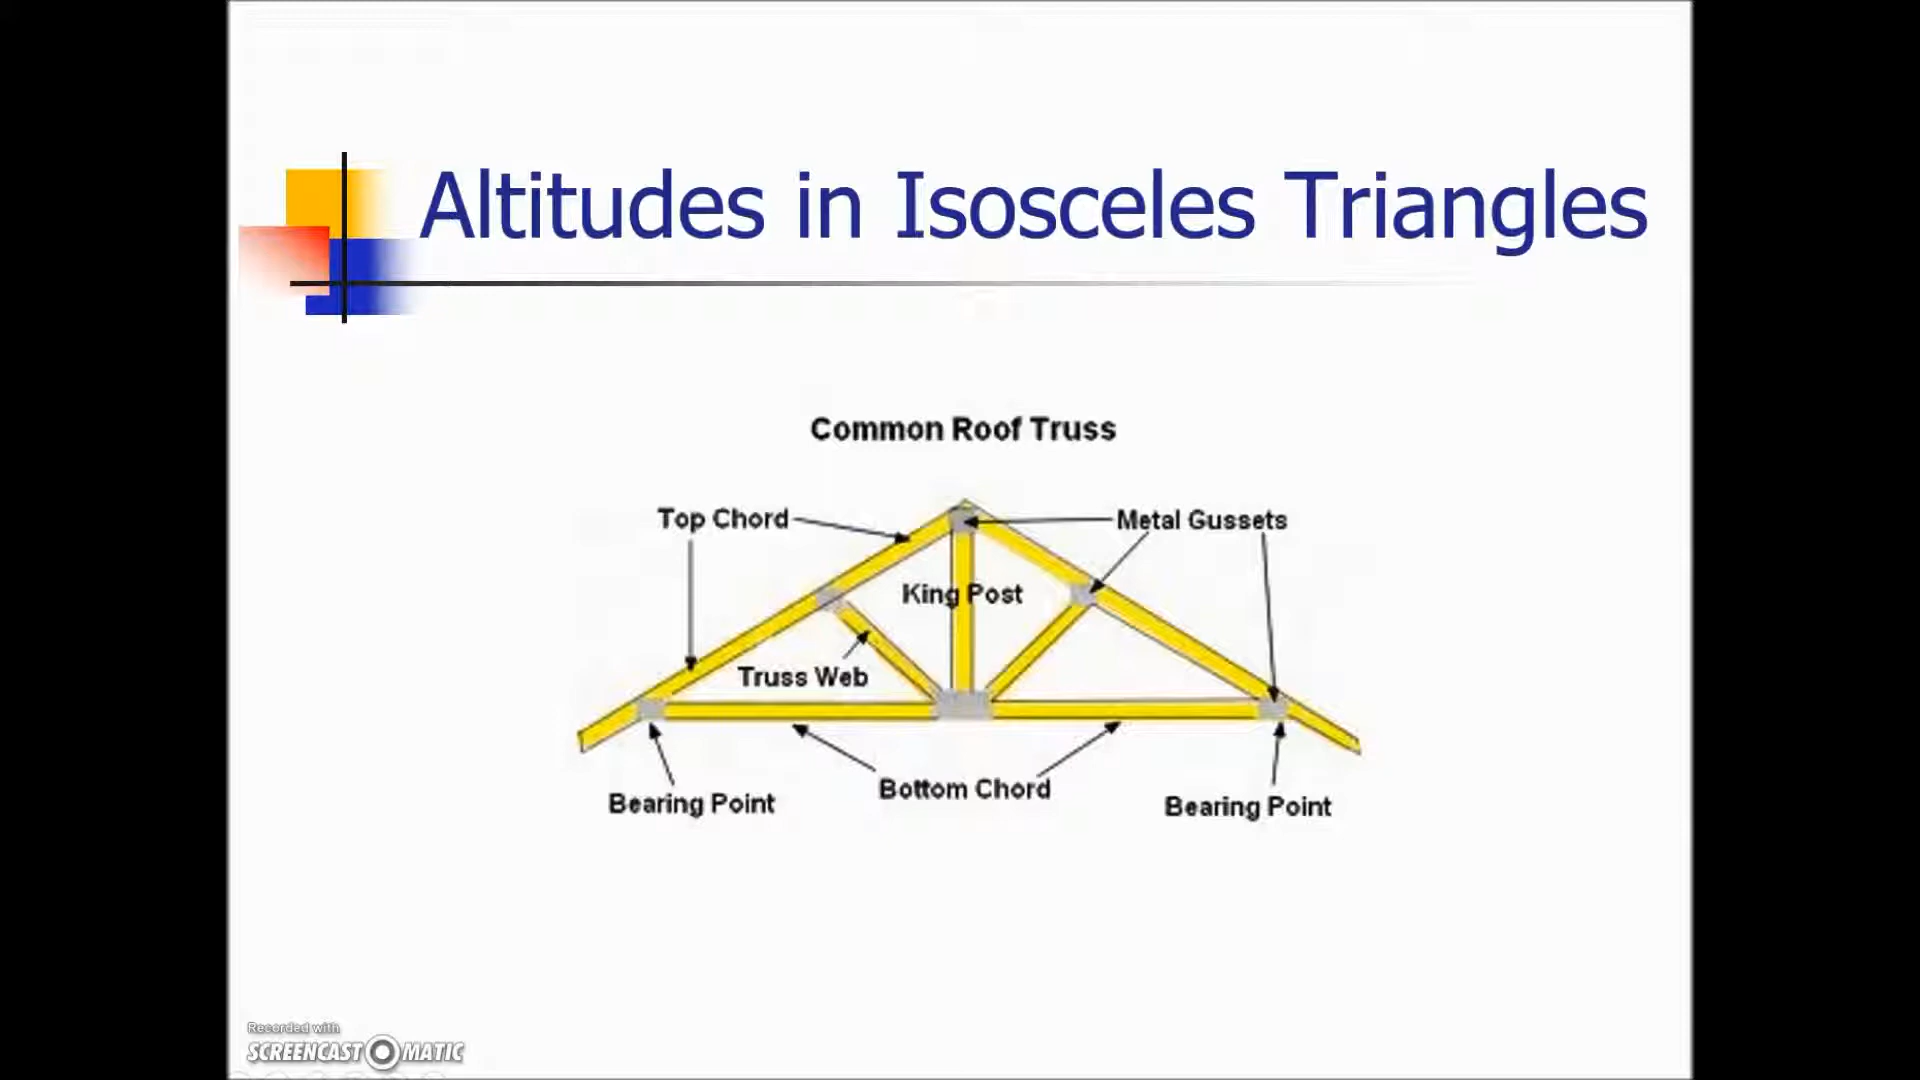 Altitudes in Isosceles Triangles
Common Roof Truss
Top Chord
Metal Gussets
King Post
Truss Web
Bottom Chord
Bearing Point
Bearing Point
Recorded with
SCREENCAST MATIC